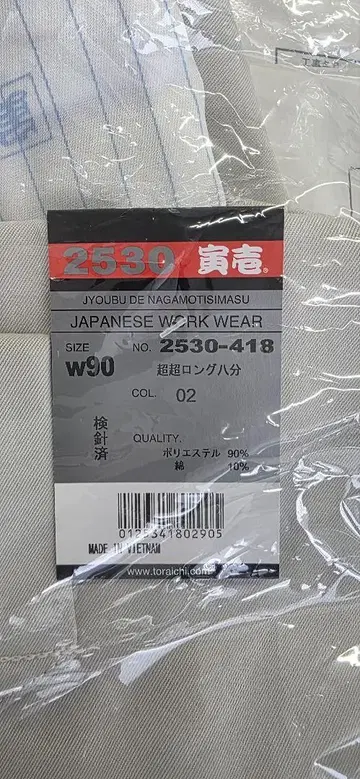 2530 寅壱®
JYOUBU DE NAGAMOTISIMASU
JAPANESE WORK WEAR
SIZE NO. 2530-418
W90 超超ロング八分
COL. 02
検針済
QUALITY.
ポリエステル 90%
綿 10%
0125341802905
MADE IN VIETNAM
www.toraichi.com